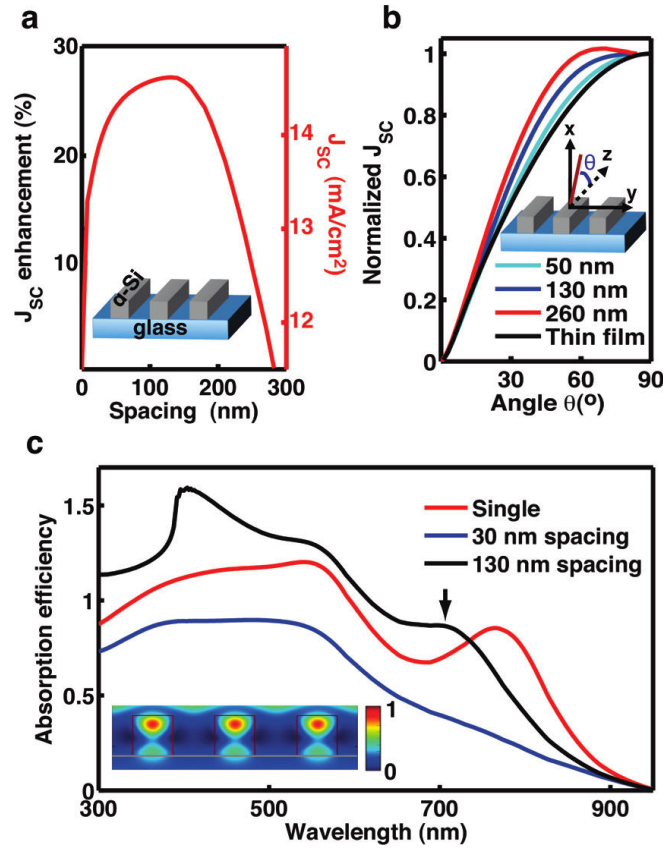 a
J_SC enhancement (%)
30
20
10
0
100
200
300
Spacing (nm)
14
13
12
J_SC (mA/cm²)
α-Si
glass
b
Normalized J_SC
1
0.8
0.6
0.4
0.2
0
30
60
90
Angle θ(º)
x
θ
z
y
50 nm
130 nm
260 nm
Thin film
c
Absorption efficiency
1.5
1
0.5
0
300
500
700
900
Wavelength (nm)
Single
30 nm spacing
130 nm spacing
1
0